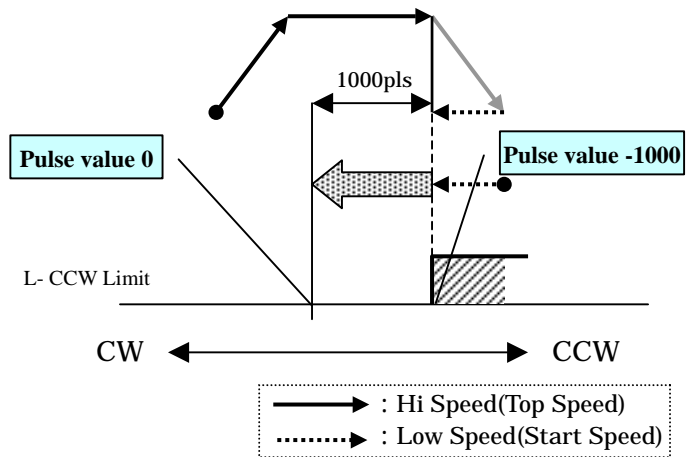 1000pls
Pulse value 0
Pulse value -1000
L- CCW Limit
CW
CCW
: Hi Speed(Top Speed)
: Low Speed(Start Speed)